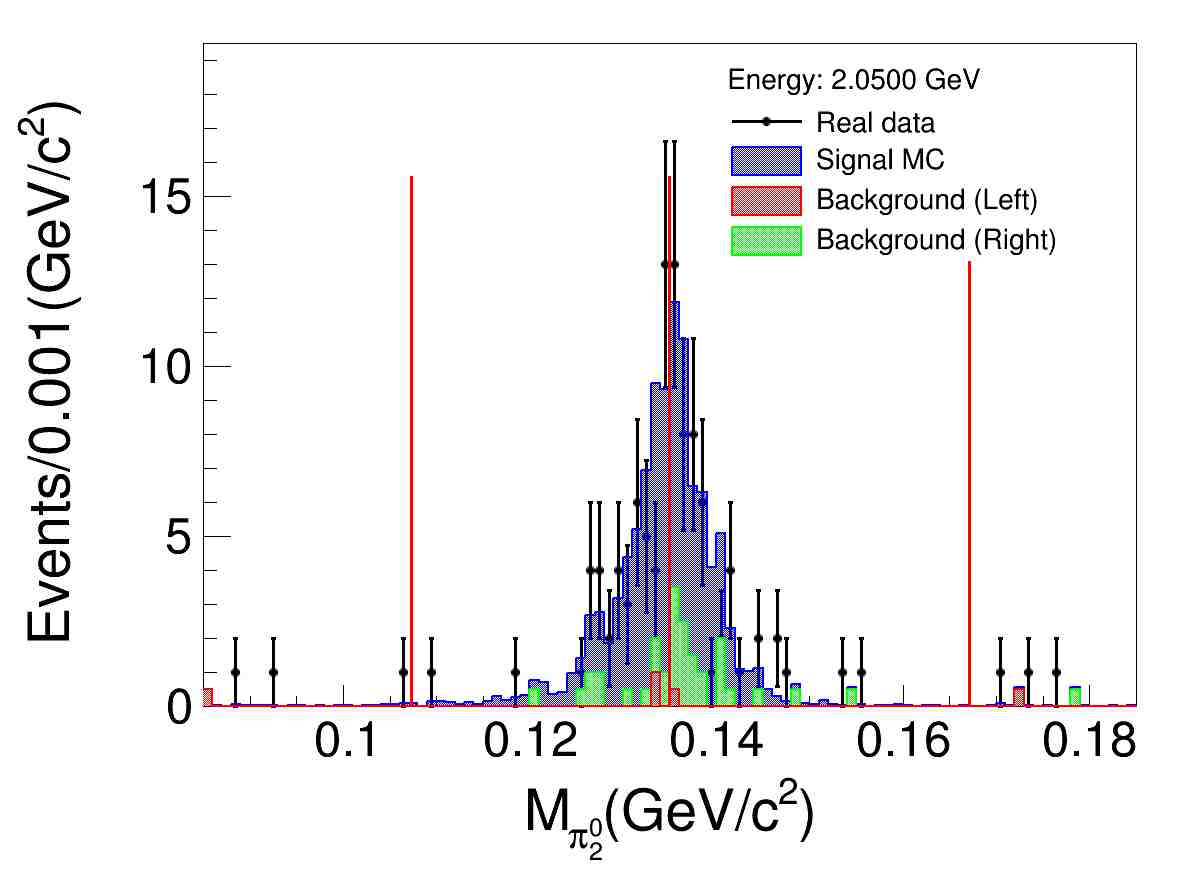 Events/0.001(GeV/c²)
Energy: 2.0500 GeV
Real data
Signal MC
Background (Left)
Background (Right)
15
10
5
0
0.1 0.12 0.14 0.16 0.18
M_{π⁰₂}(GeV/c²)